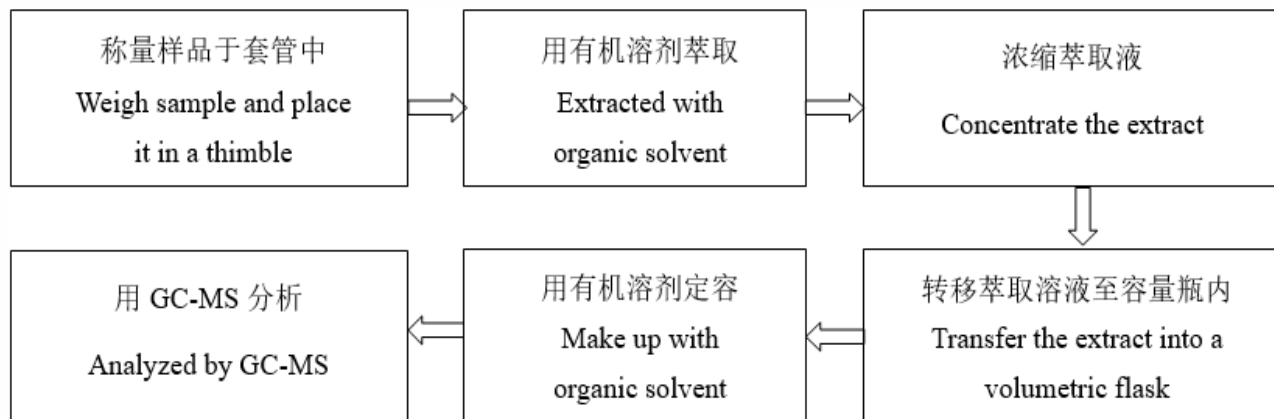 称量样品于套管中
Weigh sample and place
it in a thimble
用有机溶剂萃取
Extracted with
organic solvent
浓缩萃取液
Concentrate the extract
转移萃取溶液至容量瓶内
Transfer the extract into a
volumetric flask
用有机溶剂定容
Make up with
organic solvent
用 GC-MS 分析
Analyzed by GC-MS